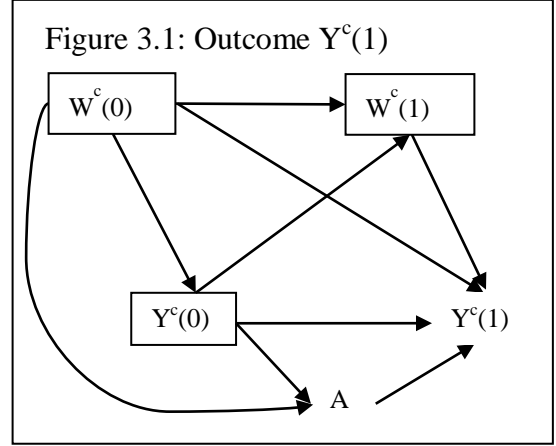 Figure 3.1: Outcome Yᶜ(1)
Wᶜ(0)
Wᶜ(1)
Yᶜ(0)
Yᶜ(1)
A